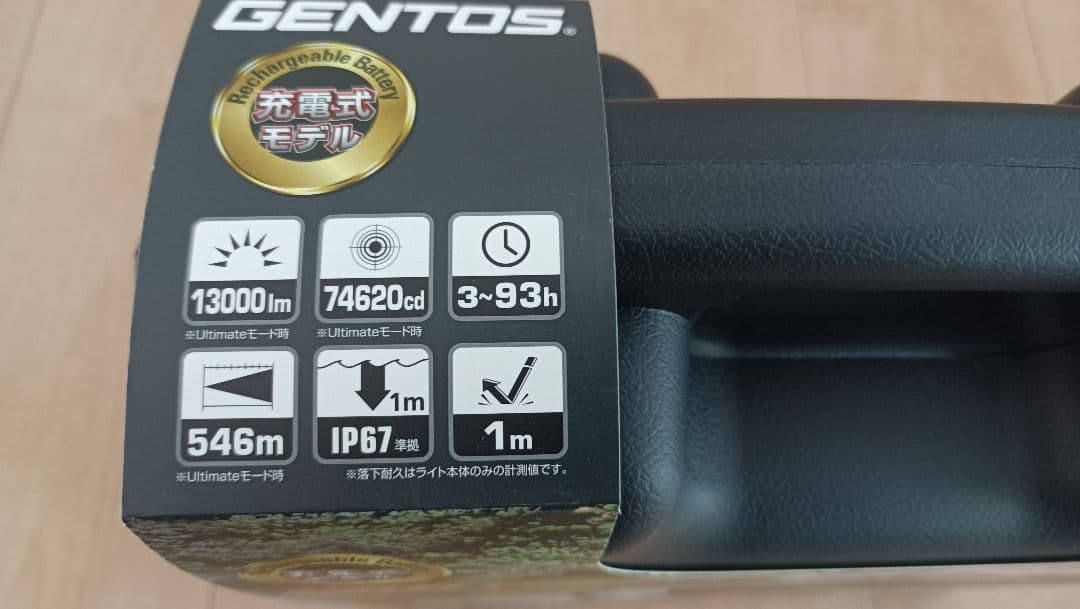 GENTOS®
Rechargeable Battery
充電式
モデル
13000lm
※Ultimateモード時
74620cd
※Ultimateモード時
3~93h
546m
※Ultimateモード時
1m
IP67準拠
1m
※落下耐久はライト本体のみの計測値です。